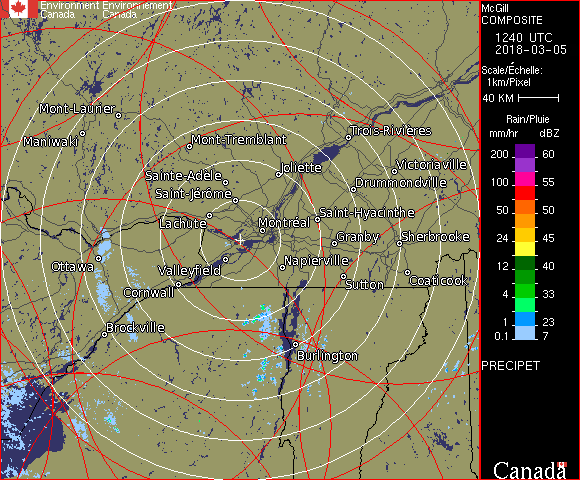 Environment Environnement
Canada Canada
McGill
COMPOSITE
1240 UTC
2018-03-05
Scale/Échelle:
1km/Pixel
40 KM
Rain/Pluie
mm/hr dBZ
200 60
100 55
50 50
24 45
12 40
4 33
1 23
0.1 7
PRECIPET
Canada
Mont-Laurier
Maniwaki
Mont-Tremblant
Trois-Rivières
Joliette
Victoriaville
Sainte-Adèle
Drummondville
Saint-Jérôme
Saint-Hyacinthe
Lachute
Montréal
Granby
Sherbrooke
Ottawa
Valleyfield
Napierville
Cornwall
Sutton
Coaticook
Brockville
Burlington